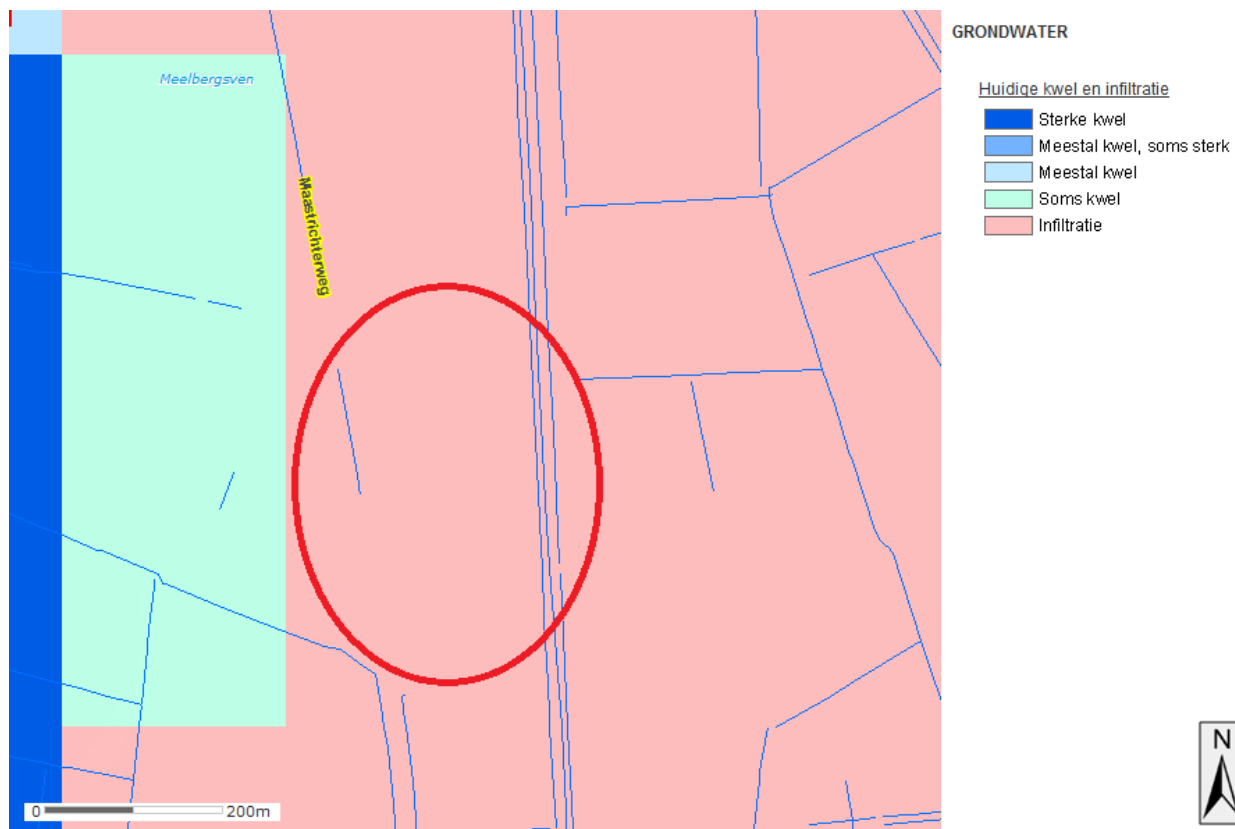 Meelbergsven
Maastrichterweg
0 200m
GRONDWATER
Huidige kwel en infiltratie
Sterke kwel
Meestal kwel, soms sterk
Meestal kwel
Soms kwel
Infiltratie
N